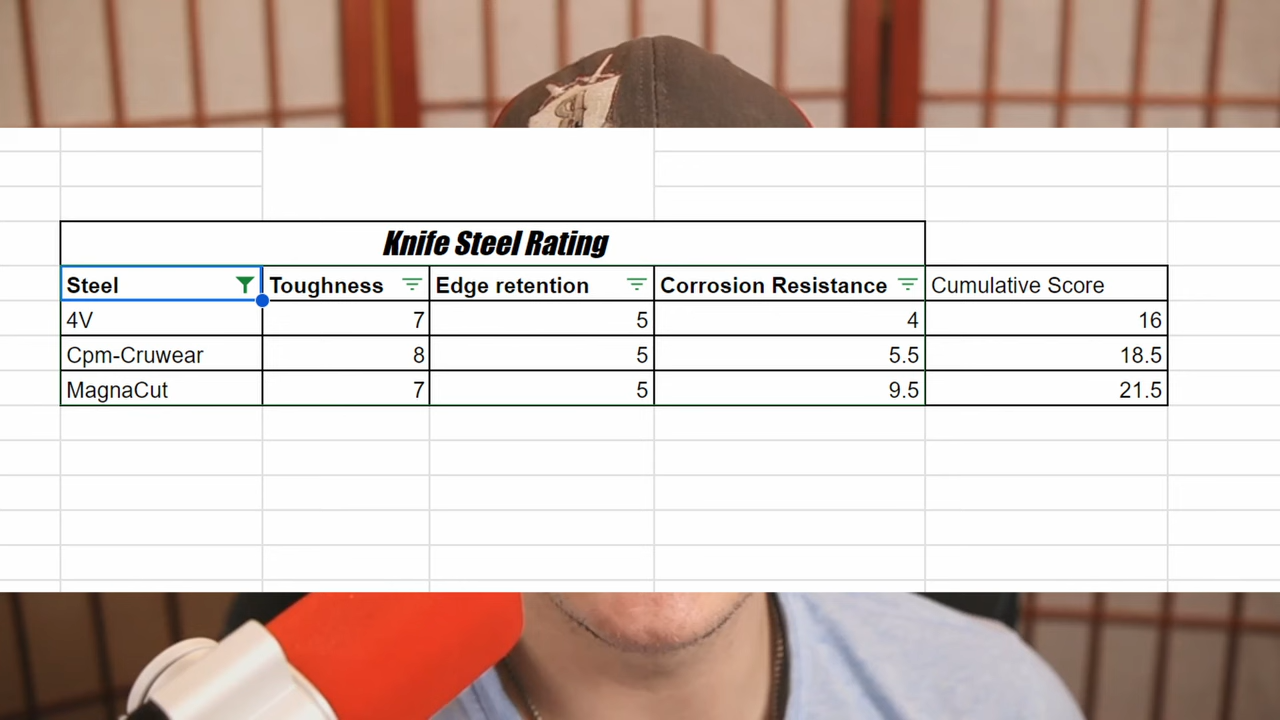 Knife Steel Rating
Steel Toughness Edge retention Corrosion Resistance Cumulative Score
4V 7 5 4 16
Cpm-Cruwear 8 5 5.5 18.5
MagnaCut 7 5 9.5 21.5